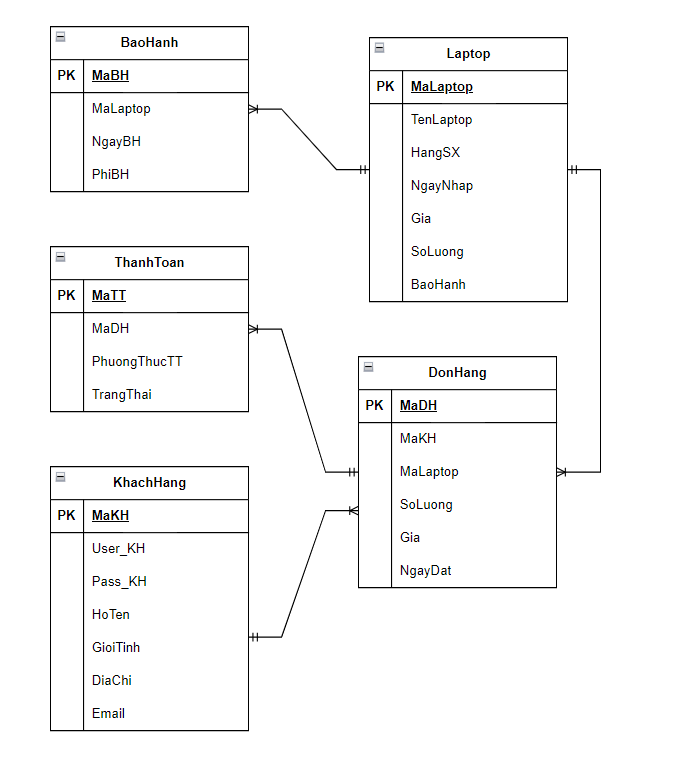 BaoHanh
PK MaBH
MaLaptop
NgayBH
PhiBH
Laptop
PK MaLaptop
TenLaptop
HangSX
NgayNhap
Gia
SoLuong
BaoHanh
ThanhToan
PK MaTT
MaDH
PhuongThucTT
TrangThai
DonHang
PK MaDH
MaKH
MaLaptop
SoLuong
Gia
NgayDat
KhachHang
PK MaKH
User_KH
Pass_KH
HoTen
GioiTinh
DiaChi
Email